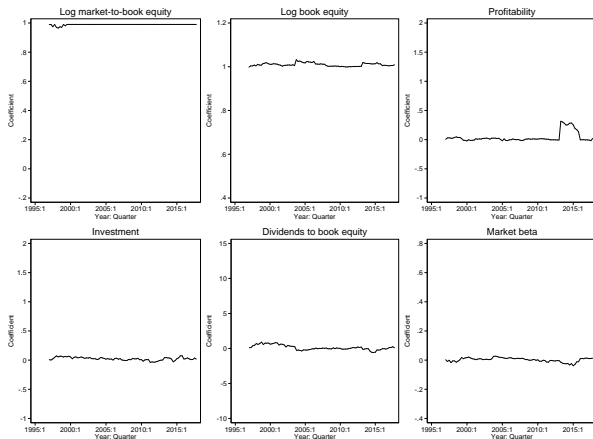 Log market-to-book equity
Coefficient
1
.8
.6
.4
.2
0
-.2
1995:1 2000:1 2005:1 2010:1 2015:1
Year: Quarter
Log book equity
Coefficient
1.2
1
.8
.6
.4
1995:1 2000:1 2005:1 2010:1 2015:1
Year: Quarter
Profitability
Coefficient
2
1.5
1
.5
0
-.5
-1
1995:1 2000:1 2005:1 2010:1 2015:1
Year: Quarter
Investment
Coefficient
2
1.5
1
.5
0
-.5
-1
1995:1 2000:1 2005:1 2010:1 2015:1
Year: Quarter
Dividends to book equity
Coefficient
15
10
5
0
-5
-10
1995:1 2000:1 2005:1 2010:1 2015:1
Year: Quarter
Market beta
Coefficient
.8
.6
.4
.2
0
-.2
-.4
1995:1 2000:1 2005:1 2010:1 2015:1
Year: Quarter